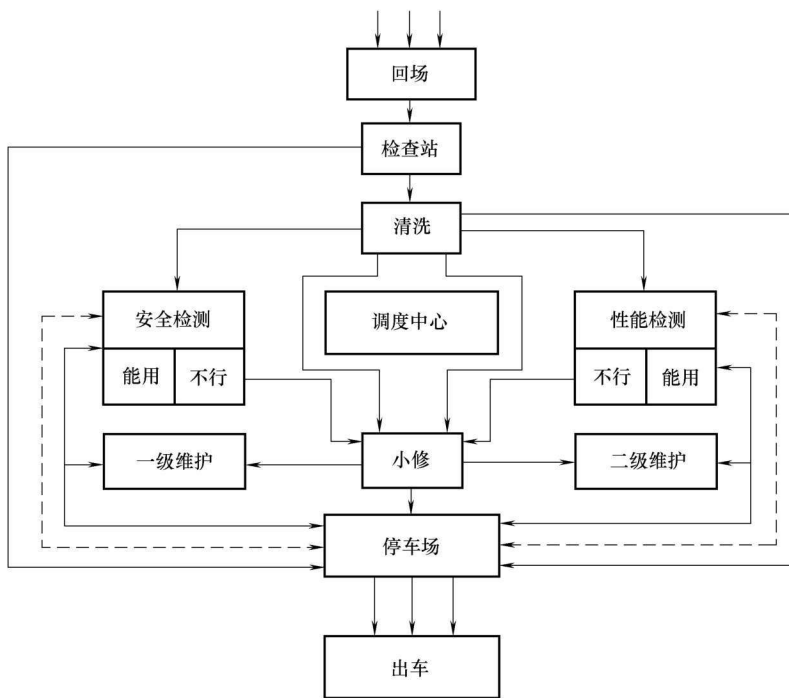 回场
检查站
清洗
安全检测
调度中心
性能检测
能用
不行
不行
能用
一级维护
小修
二级维护
停车场
出车